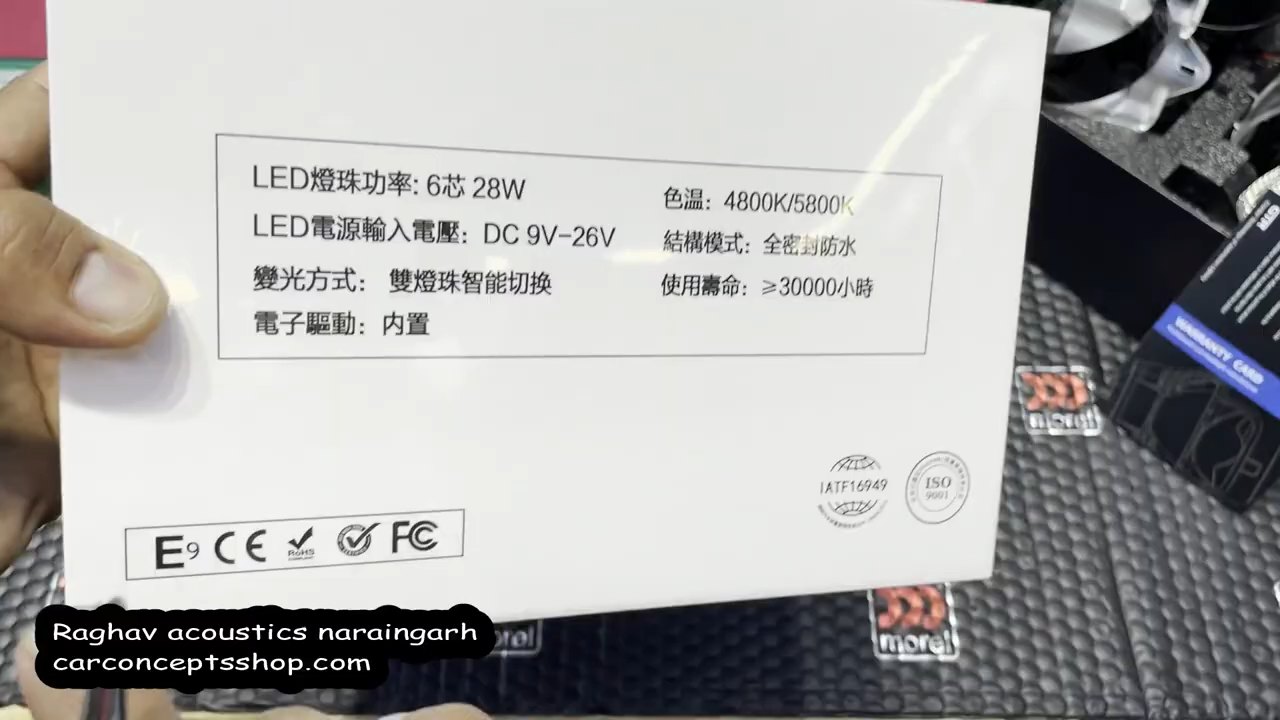 LED燈珠功率: 6芯 28W
LED電源輸入電壓: DC 9V-26V
變光方式: 雙燈珠智能切换
電子驅動: 内置
色温: 4800K/5800K
結構模式: 全密封防水
使用壽命: ≥30000小時
E9 CE RoHS FC
IATF16949
ISO
9001
WARRANTY CARD
morel
morel
morel
Raghav acoustics naraingarh
carconceptsshop.com